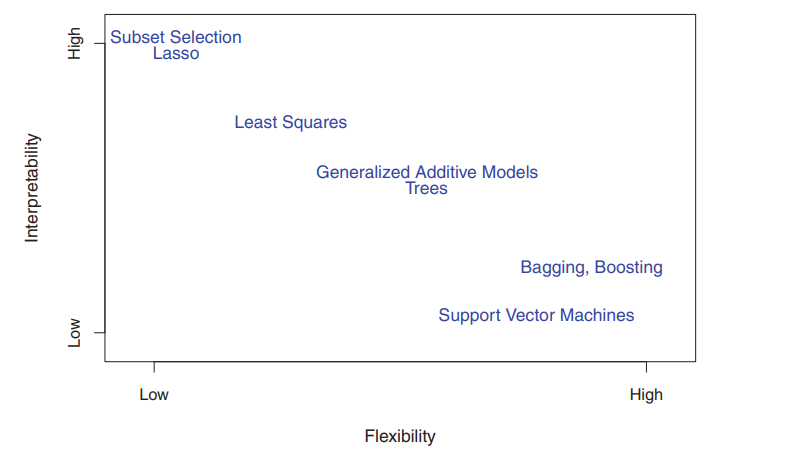 High
Subset Selection
Lasso
Least Squares
Interpretability
Generalized Additive Models
Trees
Bagging, Boosting
Support Vector Machines
Low
Low
High
Flexibility